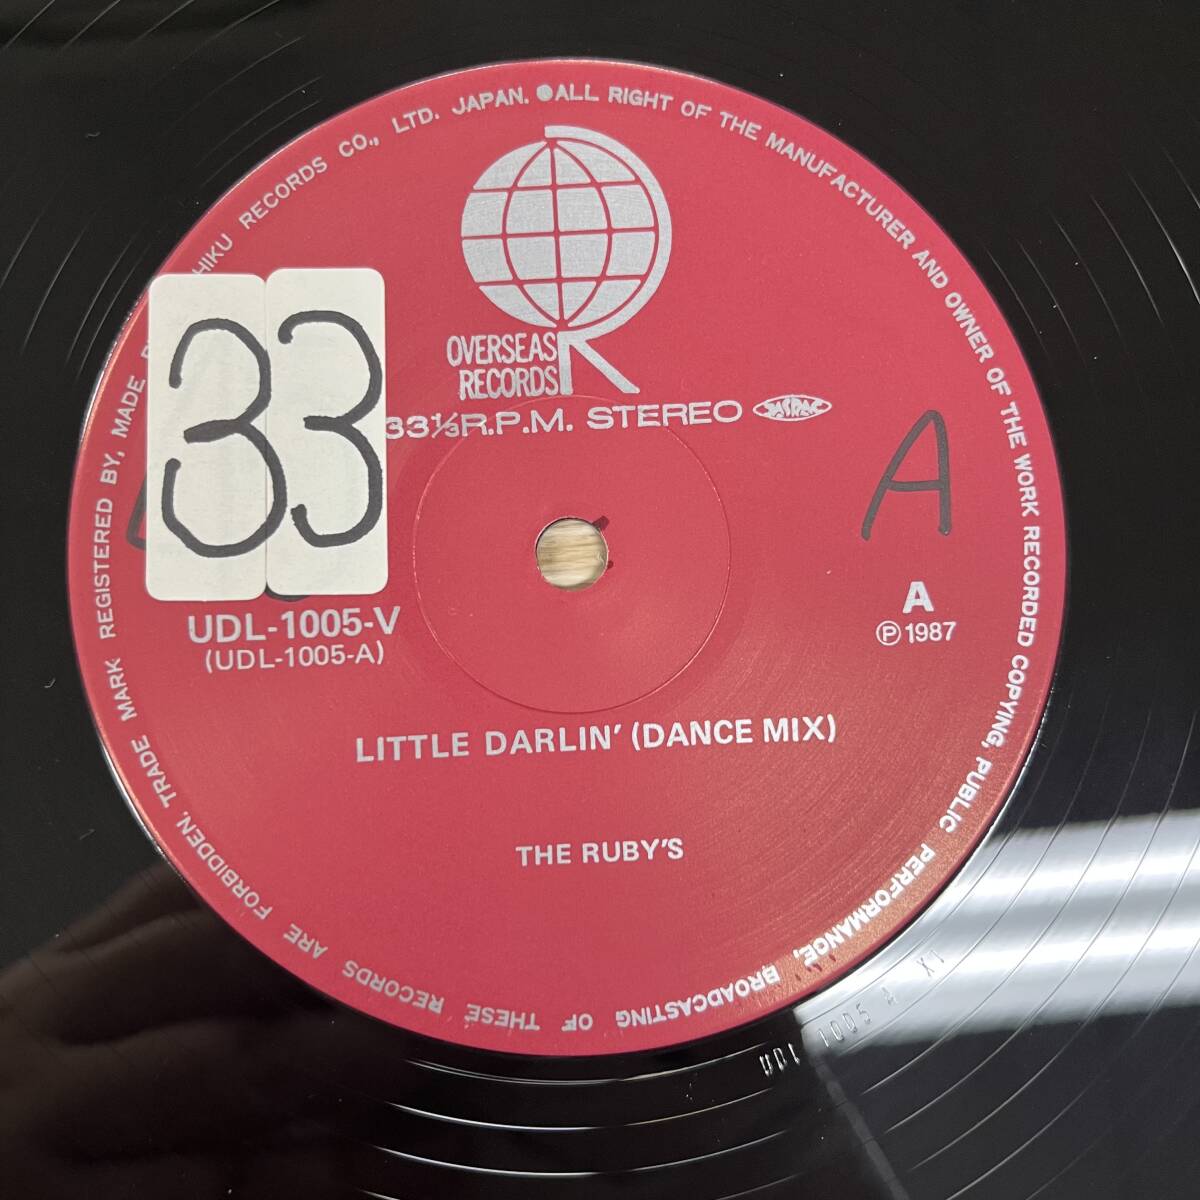 HIKU RECORDS CO., LTD. JAPAN. ●ALL RIGHT OF THE MANUFACTURER AND OWNER OF THE WORK RECORDED COPYING, PUBLIC PERFORMANCE, BROADCASTING OF THESE RECORDS ARE FORBIDDEN. TRADE MARK REGISTERED BY, MADE
OVERSEAS
RECORDS
R
33⅓R.P.M. STEREO JASRAC
33
A
A
Ⓟ 1987
UDL-1005-V
(UDL-1005-A)
LITTLE DARLIN' (DANCE MIX)
THE RUBY'S
UDL 1005 A X1